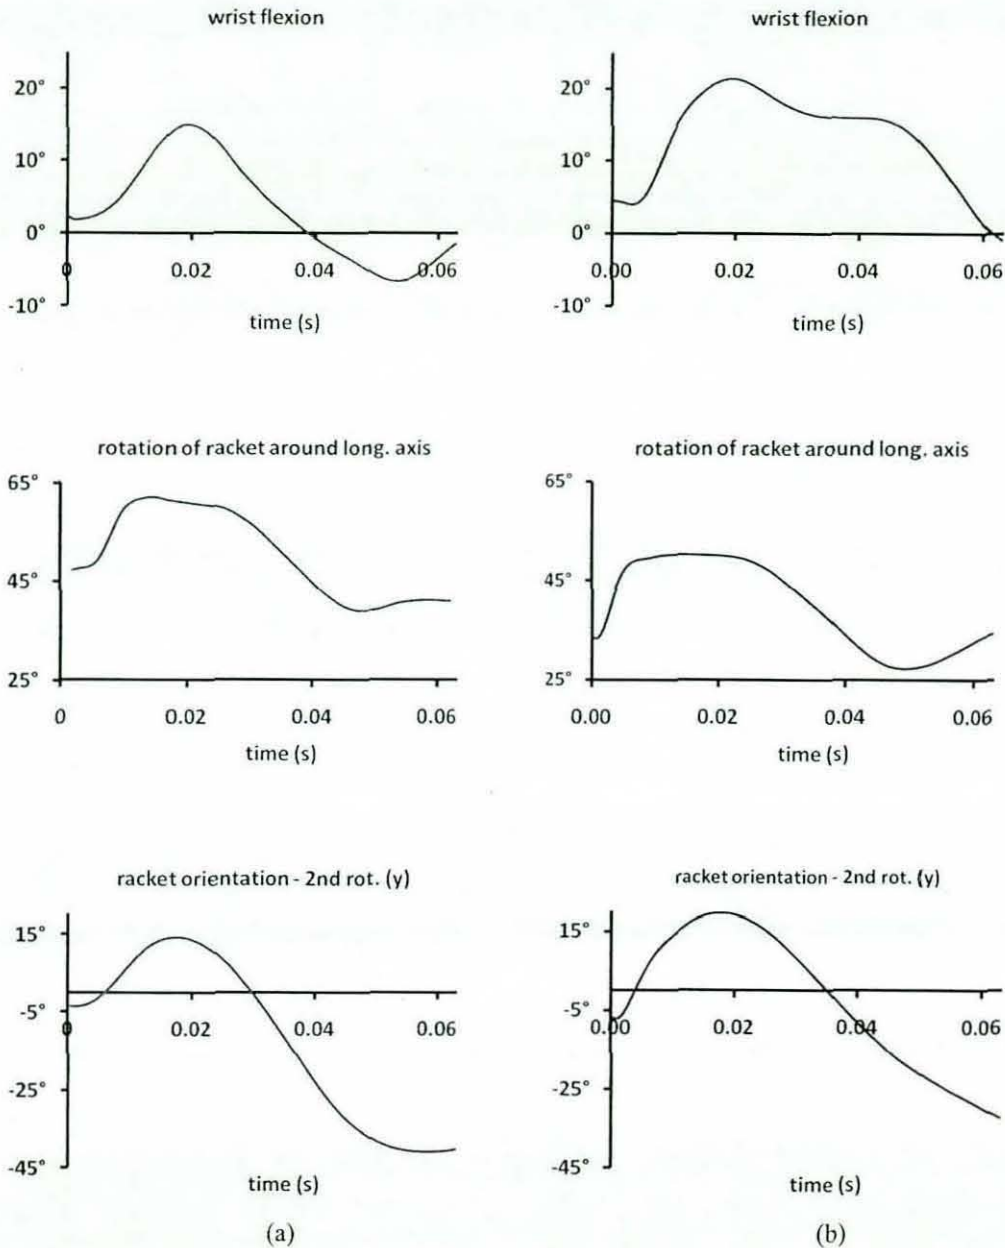 wrist flexion
20°
10°
0°
-10°
0 0.02 0.04 0.06
time (s)
wrist flexion
20°
10°
0°
-10°
0.00 0.02 0.04 0.06
time (s)
rotation of racket around long. axis
65°
45°
25°
0 0.02 0.04 0.06
time (s)
rotation of racket around long. axis
65°
45°
25°
0.00 0.02 0.04 0.06
time (s)
racket orientation - 2nd rot. (y)
15°
-5°
-25°
-45°
0 0.02 0.04 0.06
time (s)
racket orientation - 2nd rot. (y)
15°
-5°
-25°
-45°
0.00 0.02 0.04 0.06
time (s)
(a)
(b)